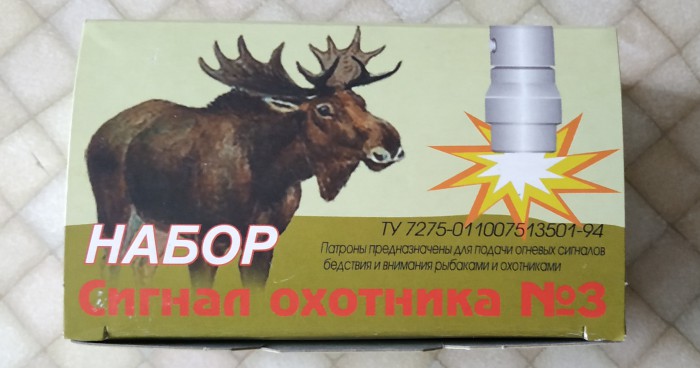 НАБОР
ТУ 7275-011007513501-94
Патроны предназначены для подачи огневых сигналов
бедствия и внимания рыбаками и охотниками
Сигнал охотника №3